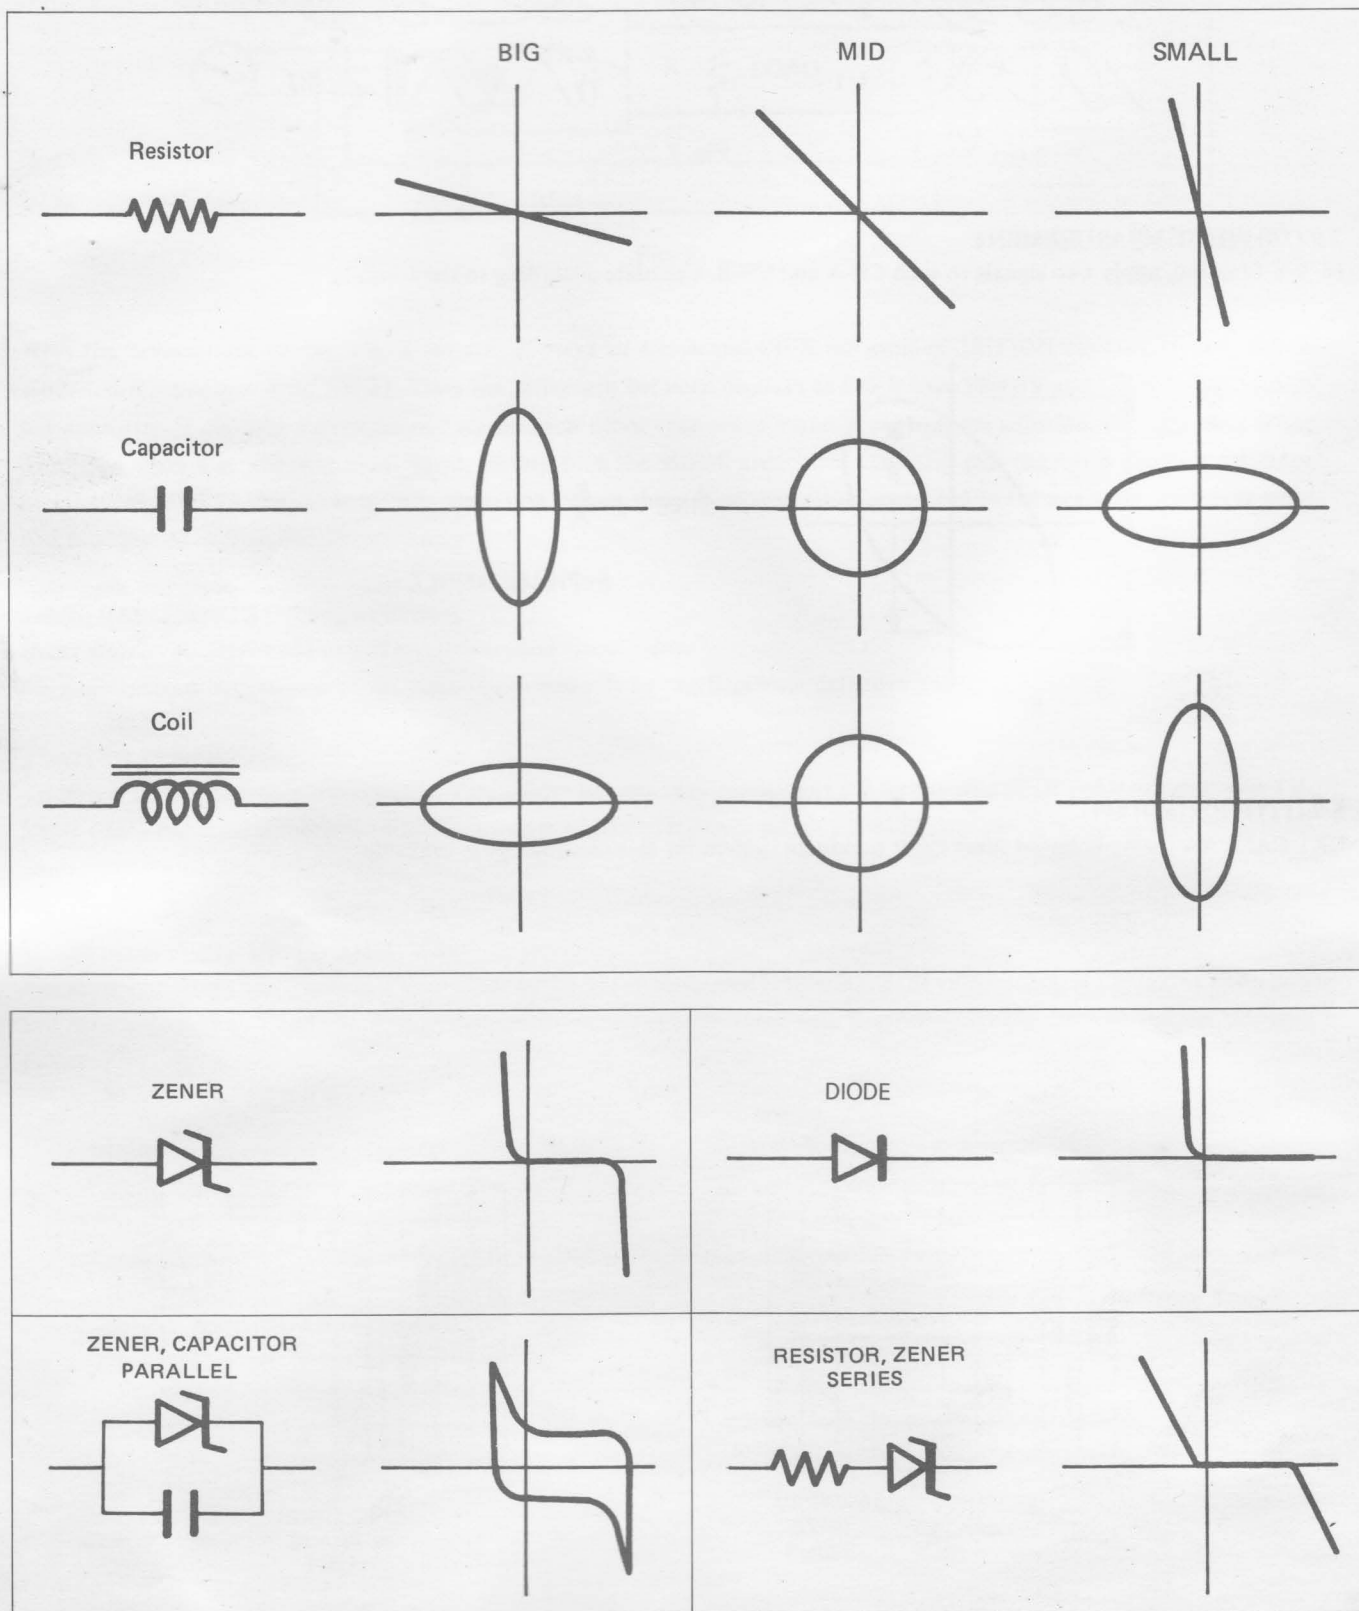 BIG
MID
SMALL
Resistor
Capacitor
Coil
ZENER
DIODE
ZENER, CAPACITOR
PARALLEL
RESISTOR, ZENER
SERIES